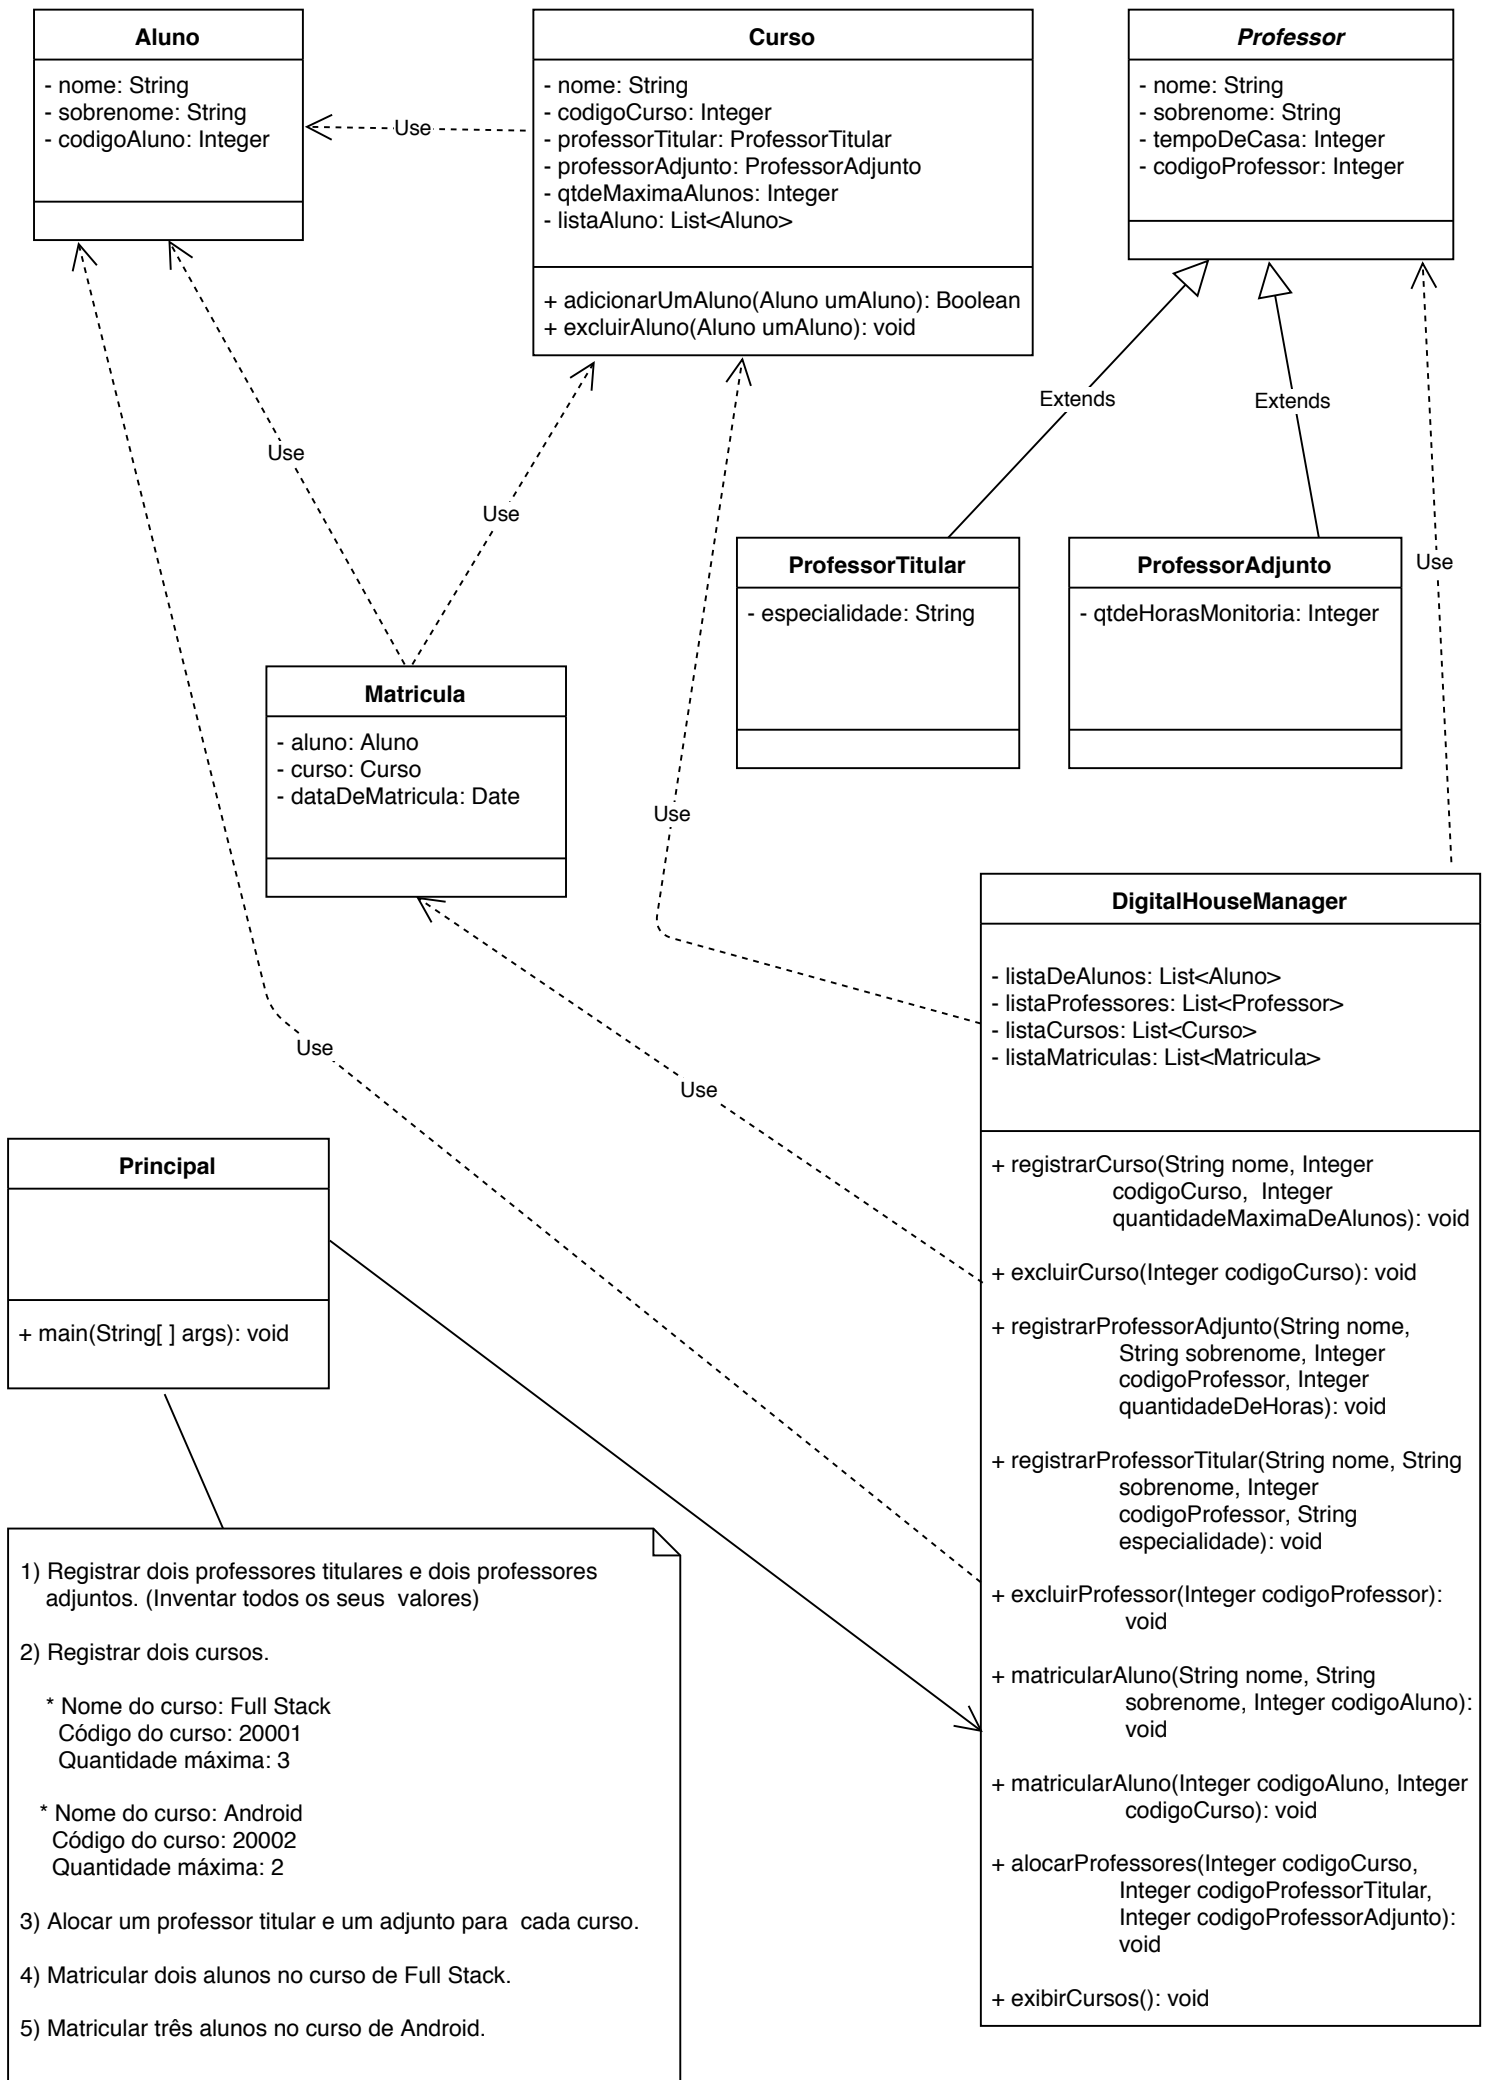 Aluno
- nome: String
- sobrenome: String
- codigoAluno: Integer
Use
Curso
- nome: String
- codigoCurso: Integer
- professorTitular: ProfessorTitular
- professorAdjunto: ProfessorAdjunto
- qtdeMaximaAlunos: Integer
- listaAluno: List<Aluno>
+ adicionarUmAluno(Aluno umAluno): Boolean
+ excluirAluno(Aluno umAluno): void
Professor
- nome: String
- sobrenome: String
- tempoDeCasa: Integer
- codigoProfessor: Integer
Extends
Extends
Use
Use
Use
ProfessorTitular
- especialidade: String
ProfessorAdjunto
- qtdeHorasMonitoria: Integer
Matricula
- aluno: Aluno
- curso: Curso
- dataDeMatricula: Date
Use
Use
Use
DigitalHouseManager
- listaDeAlunos: List<Aluno>
- listaProfessores: List<Professor>
- listaCursos: List<Curso>
- listaMatriculas: List<Matricula>
+ registrarCurso(String nome, Integer
codigoCurso,  Integer
quantidadeMaximaDeAlunos): void
+ excluirCurso(Integer codigoCurso): void
+ registrarProfessorAdjunto(String nome,
String sobrenome, Integer
codigoProfessor, Integer
quantidadeDeHoras): void
+ registrarProfessorTitular(String nome, String
sobrenome, Integer
codigoProfessor, String
especialidade): void
+ excluirProfessor(Integer codigoProfessor):
void
+ matricularAluno(String nome, String
sobrenome, Integer codigoAluno):
void
+ matricularAluno(Integer codigoAluno, Integer
codigoCurso): void
+ alocarProfessores(Integer codigoCurso,
Integer codigoProfessorTitular,
Integer codigoProfessorAdjunto):
void
+ exibirCursos(): void
Principal
+ main(String[ ] args): void
1) Registrar dois professores titulares e dois professores
adjuntos. (Inventar todos os seus  valores)
2) Registrar dois cursos.
* Nome do curso: Full Stack
Código do curso: 20001
Quantidade máxima: 3
* Nome do curso: Android
Código do curso: 20002
Quantidade máxima: 2
3) Alocar um professor titular e um adjunto para  cada curso.
4) Matricular dois alunos no curso de Full Stack.
5) Matricular três alunos no curso de Android.